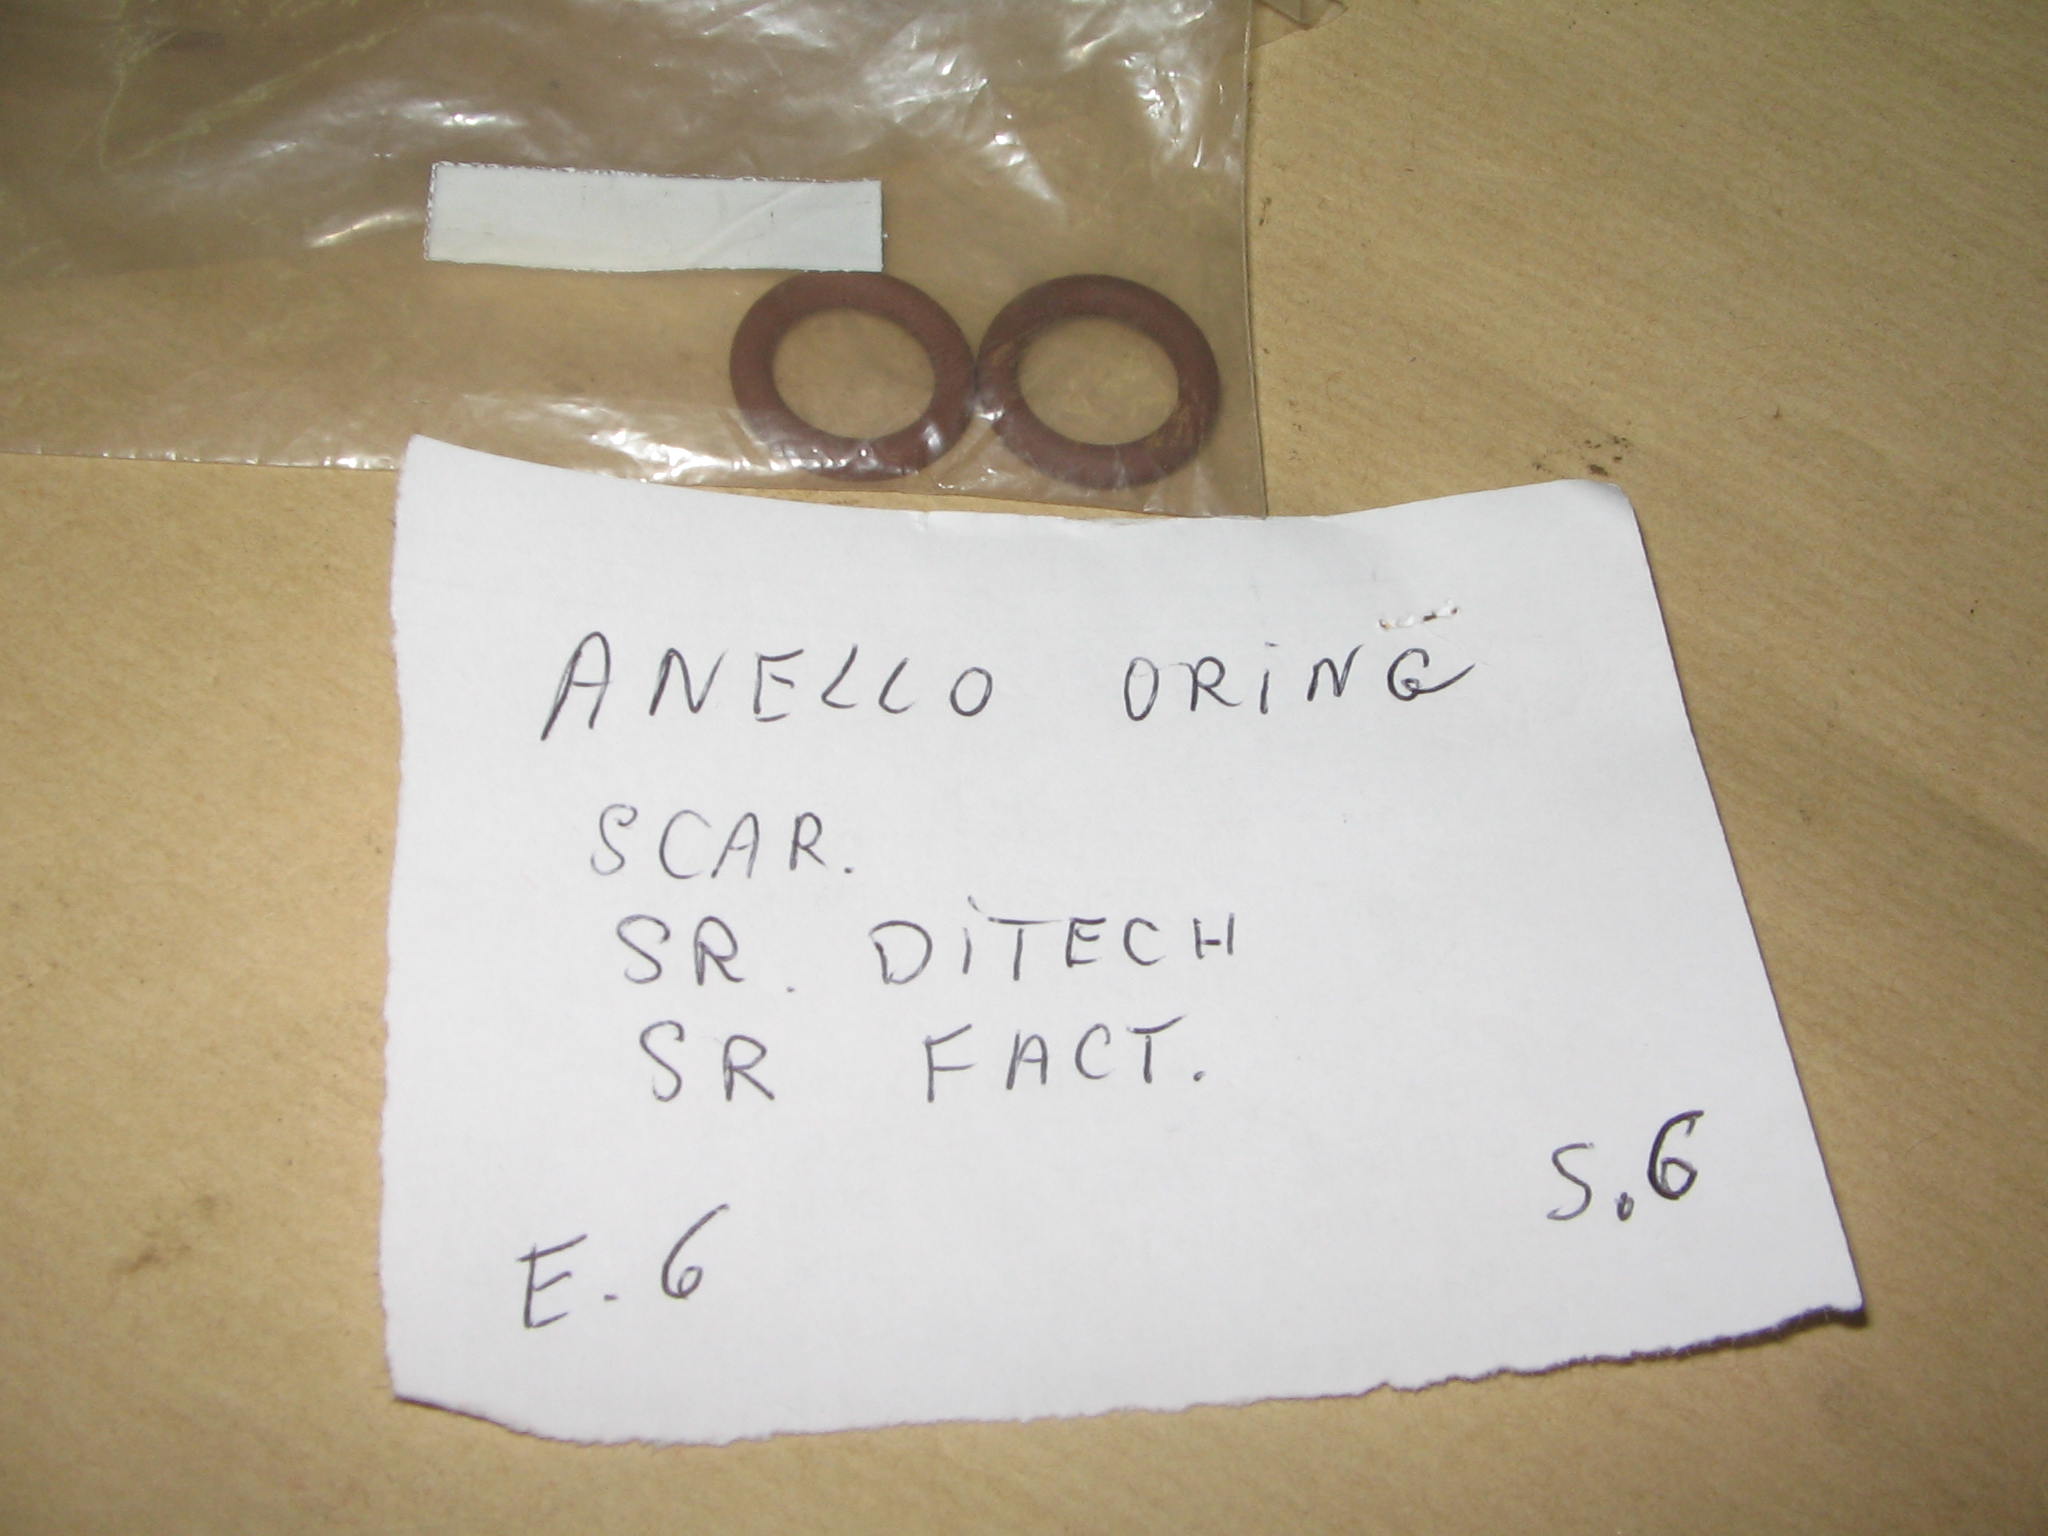 ANELLO ORiNG
SCAR.
SR. DiTECH
SR FACT.
S.6
E.6